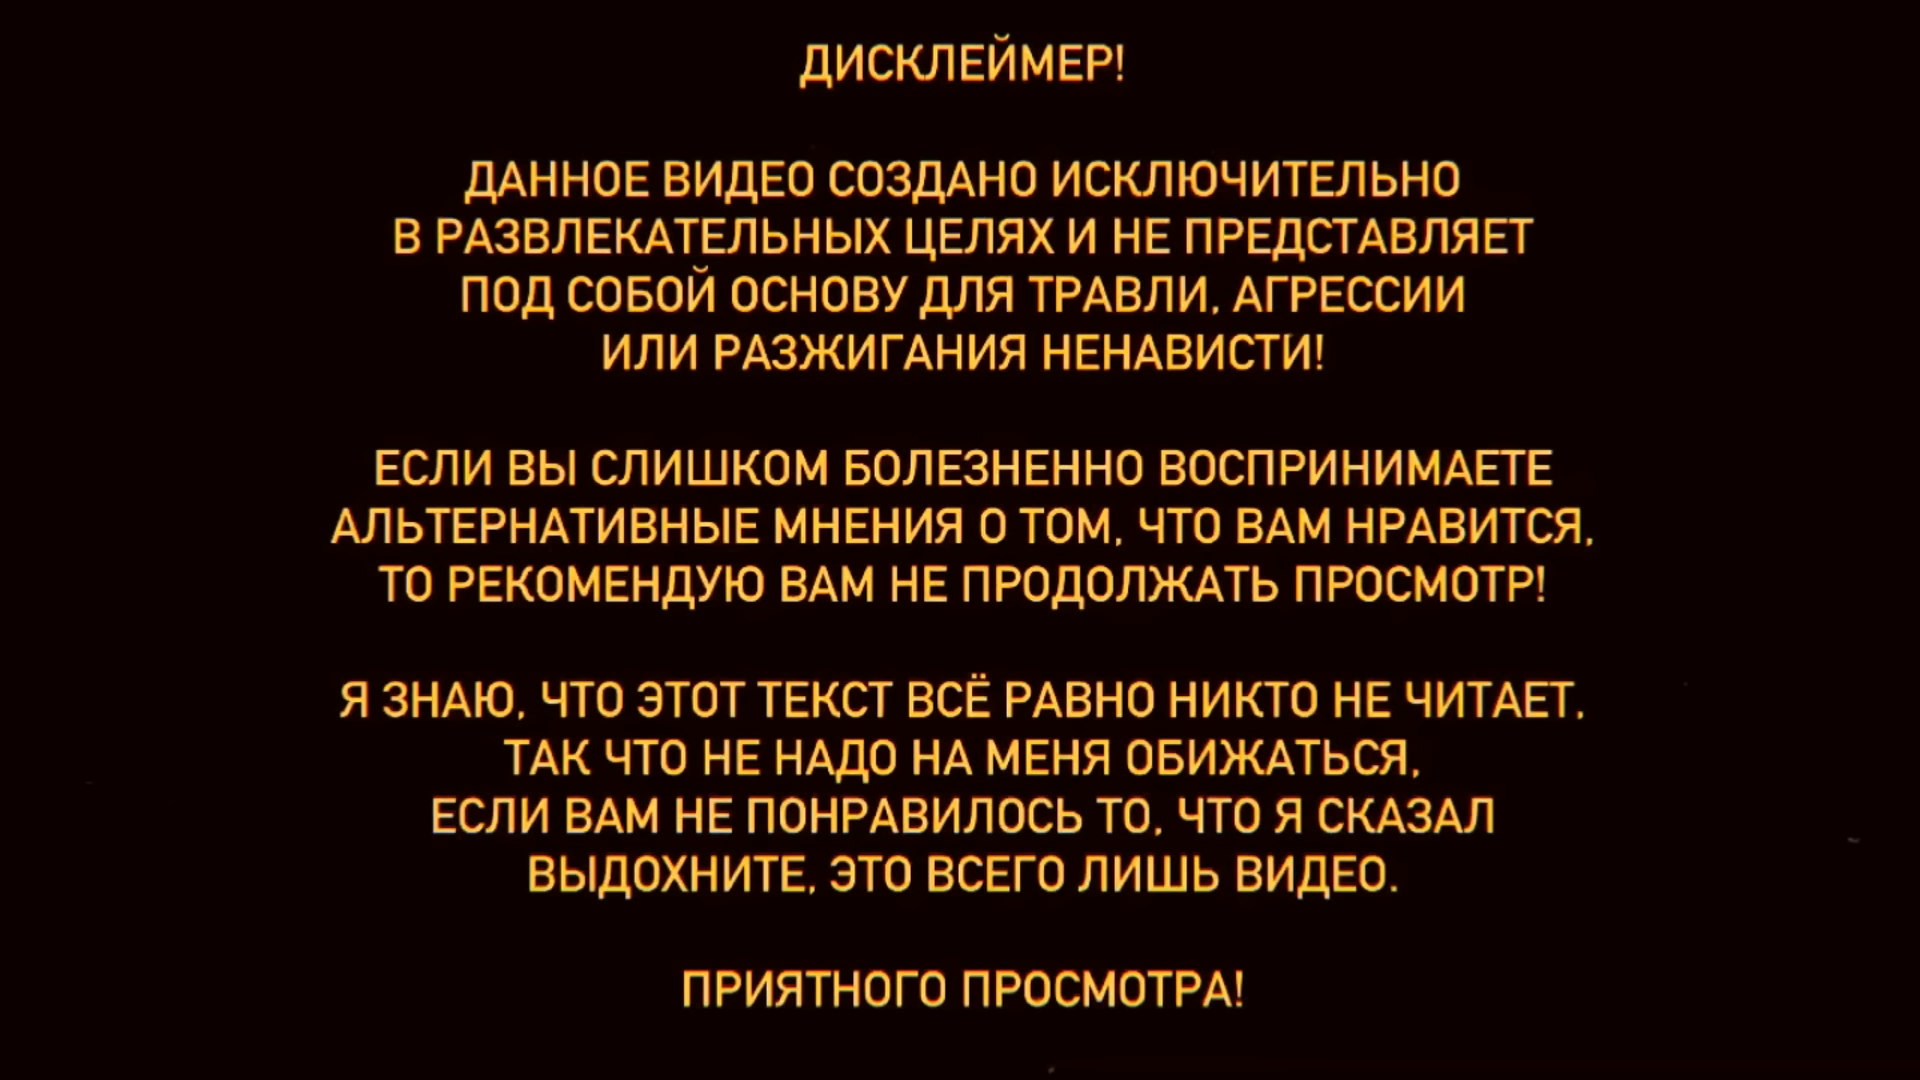 ДИСКЛЕЙМЕР!
ДАННОЕ ВИДЕО СОЗДАНО ИСКЛЮЧИТЕЛЬНО
В РАЗВЛЕКАТЕЛЬНЫХ ЦЕЛЯХ И НЕ ПРЕДСТАВЛЯЕТ
ПОД СОБОЙ ОСНОВУ ДЛЯ ТРАВЛИ, АГРЕССИИ
ИЛИ РАЗЖИГАНИЯ НЕНАВИСТИ!
ЕСЛИ ВЫ СЛИШКОМ БОЛЕЗНЕННО ВОСПРИНИМАЕТЕ
АЛЬТЕРНАТИВНЫЕ МНЕНИЯ О ТОМ, ЧТО ВАМ НРАВИТСЯ,
ТО РЕКОМЕНДУЮ ВАМ НЕ ПРОДОЛЖАТЬ ПРОСМОТР!
Я ЗНАЮ, ЧТО ЭТОТ ТЕКСТ ВСЁ РАВНО НИКТО НЕ ЧИТАЕТ,
ТАК ЧТО НЕ НАДО НА МЕНЯ ОБИЖАТЬСЯ,
ЕСЛИ ВАМ НЕ ПОНРАВИЛОСЬ ТО, ЧТО Я СКАЗАЛ
ВЫДОХНИТЕ, ЭТО ВСЕГО ЛИШЬ ВИДЕО.
ПРИЯТНОГО ПРОСМОТРА!